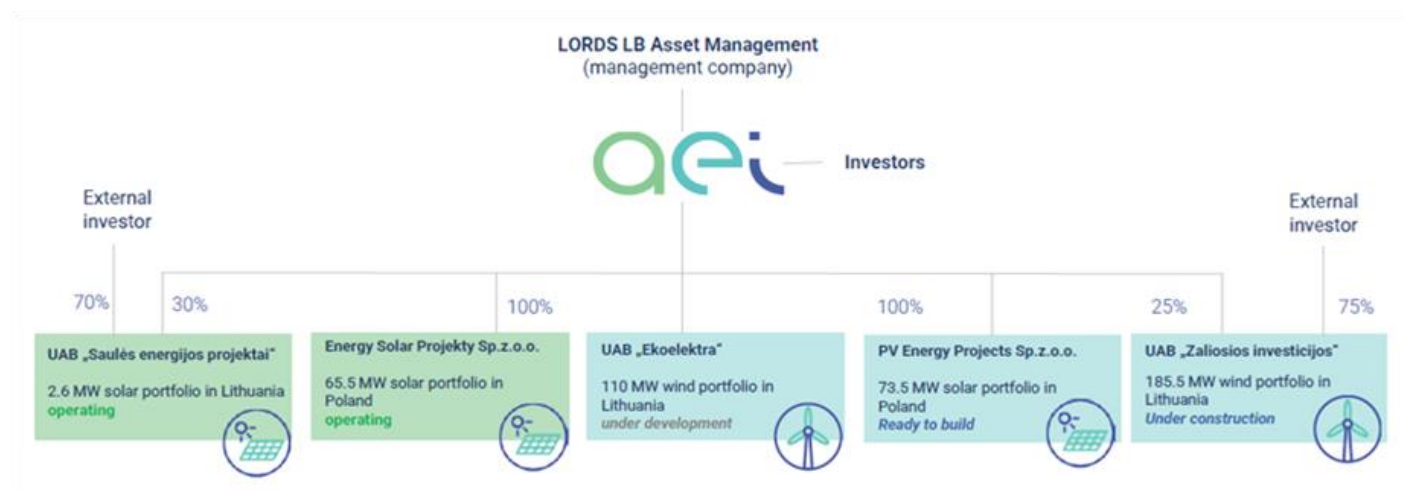 LORDS LB Asset Management
(management company)
aei
Investors
External
investor
External
investor
70%
30%
100%
100%
25%
75%
UAB „Saulės energijos projektai“
2.6 MW solar portfolio in Lithuania
operating
Energy Solar Projekty Sp.z.o.o.
65.5 MW solar portfolio in
Poland
operating
UAB „Ekoelektra“
110 MW wind portfolio in
Lithuania
under development
PV Energy Projects Sp.z.o.o.
73.5 MW solar portfolio in
Poland
Ready to build
UAB „Zaliosios investicijos“
185.5 MW wind portfolio in
Lithuania
Under construction